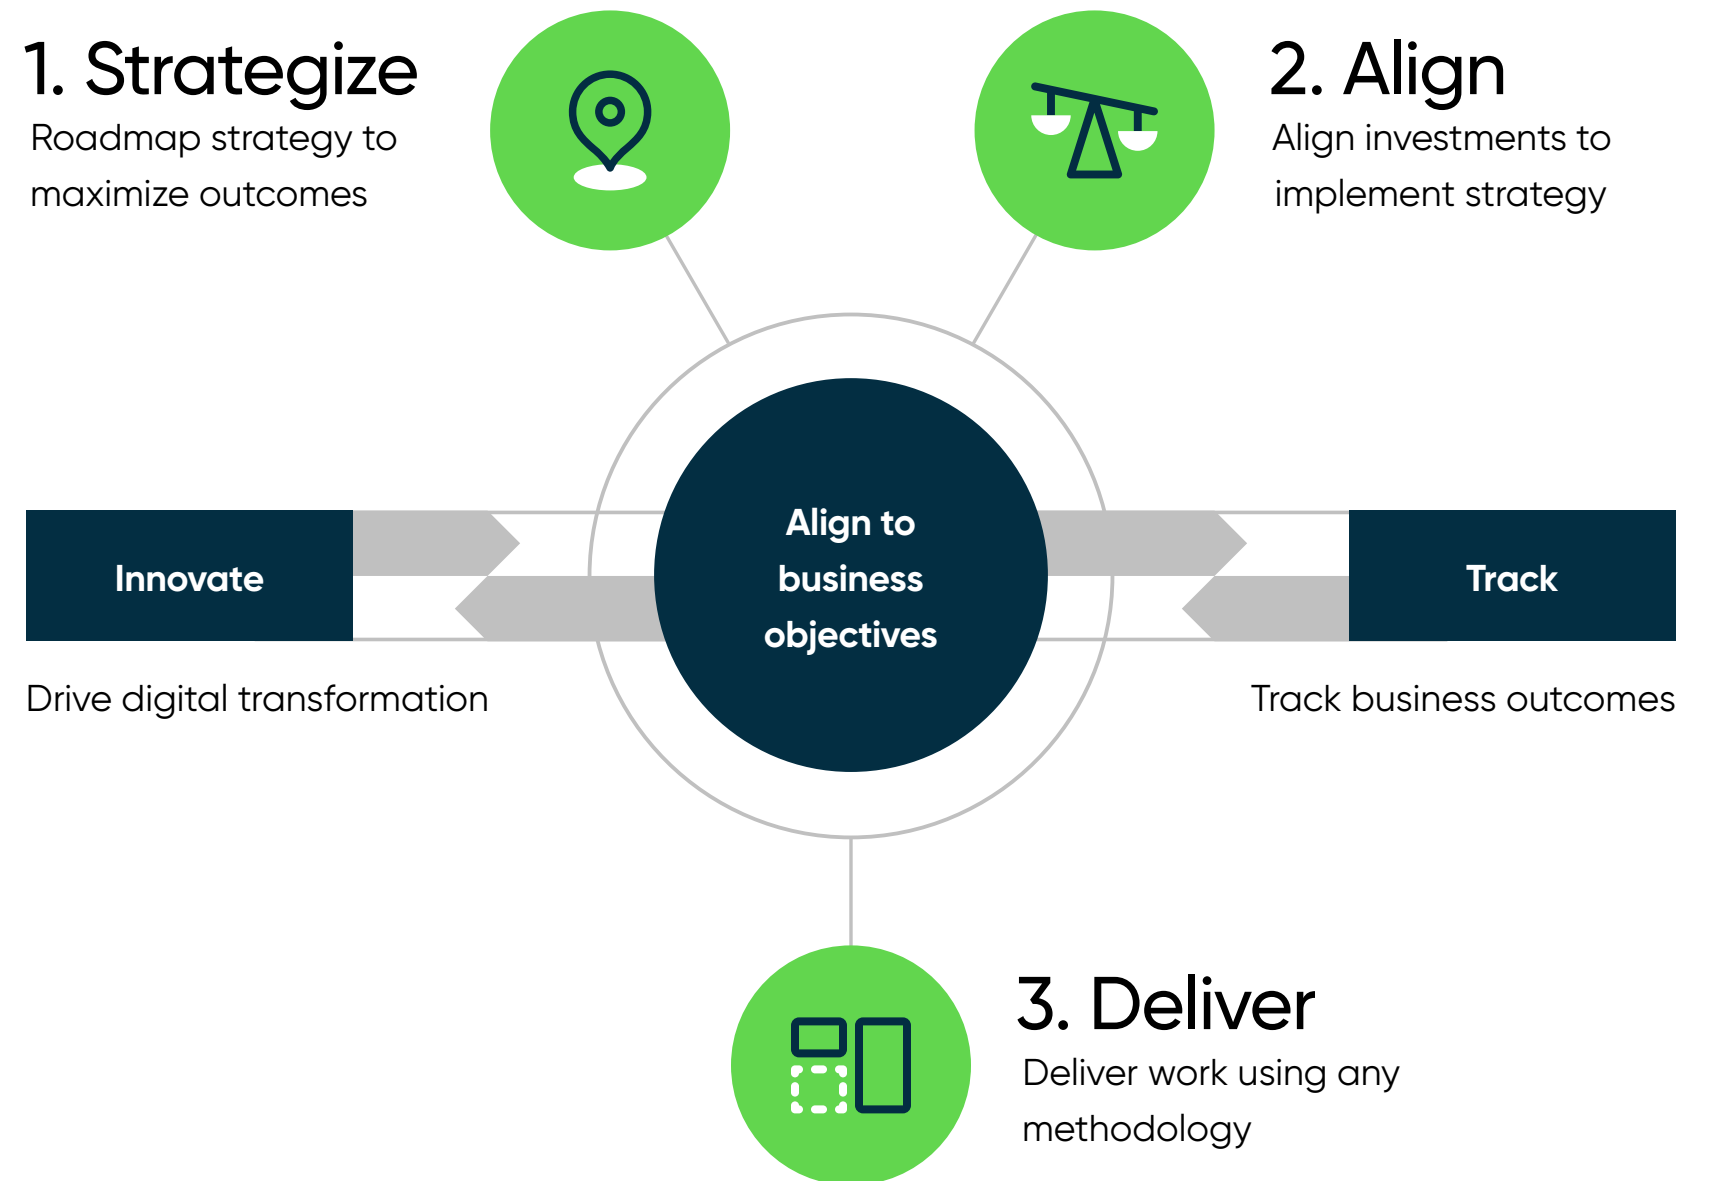 1. Strategize
Roadmap strategy to
maximize outcomes
2. Align
Align investments to
implement strategy
Innovate
Drive digital transformation
Align to
business
objectives
Track
Track business outcomes
3. Deliver
Deliver work using any
methodology